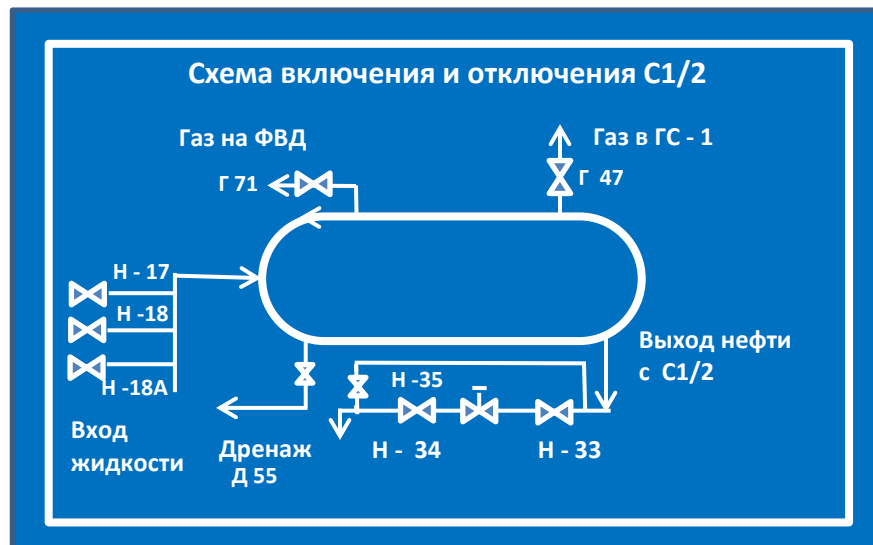 Схема включения и отключения С1/2
Газ на ФВД
Газ в ГС - 1
Г 71
Г 47
Н - 17
Н -18
Н -18А
Вход
жидкости
Дренаж
Д 55
Н -35
Н - 34
Н - 33
Выход нефти
с С1/2